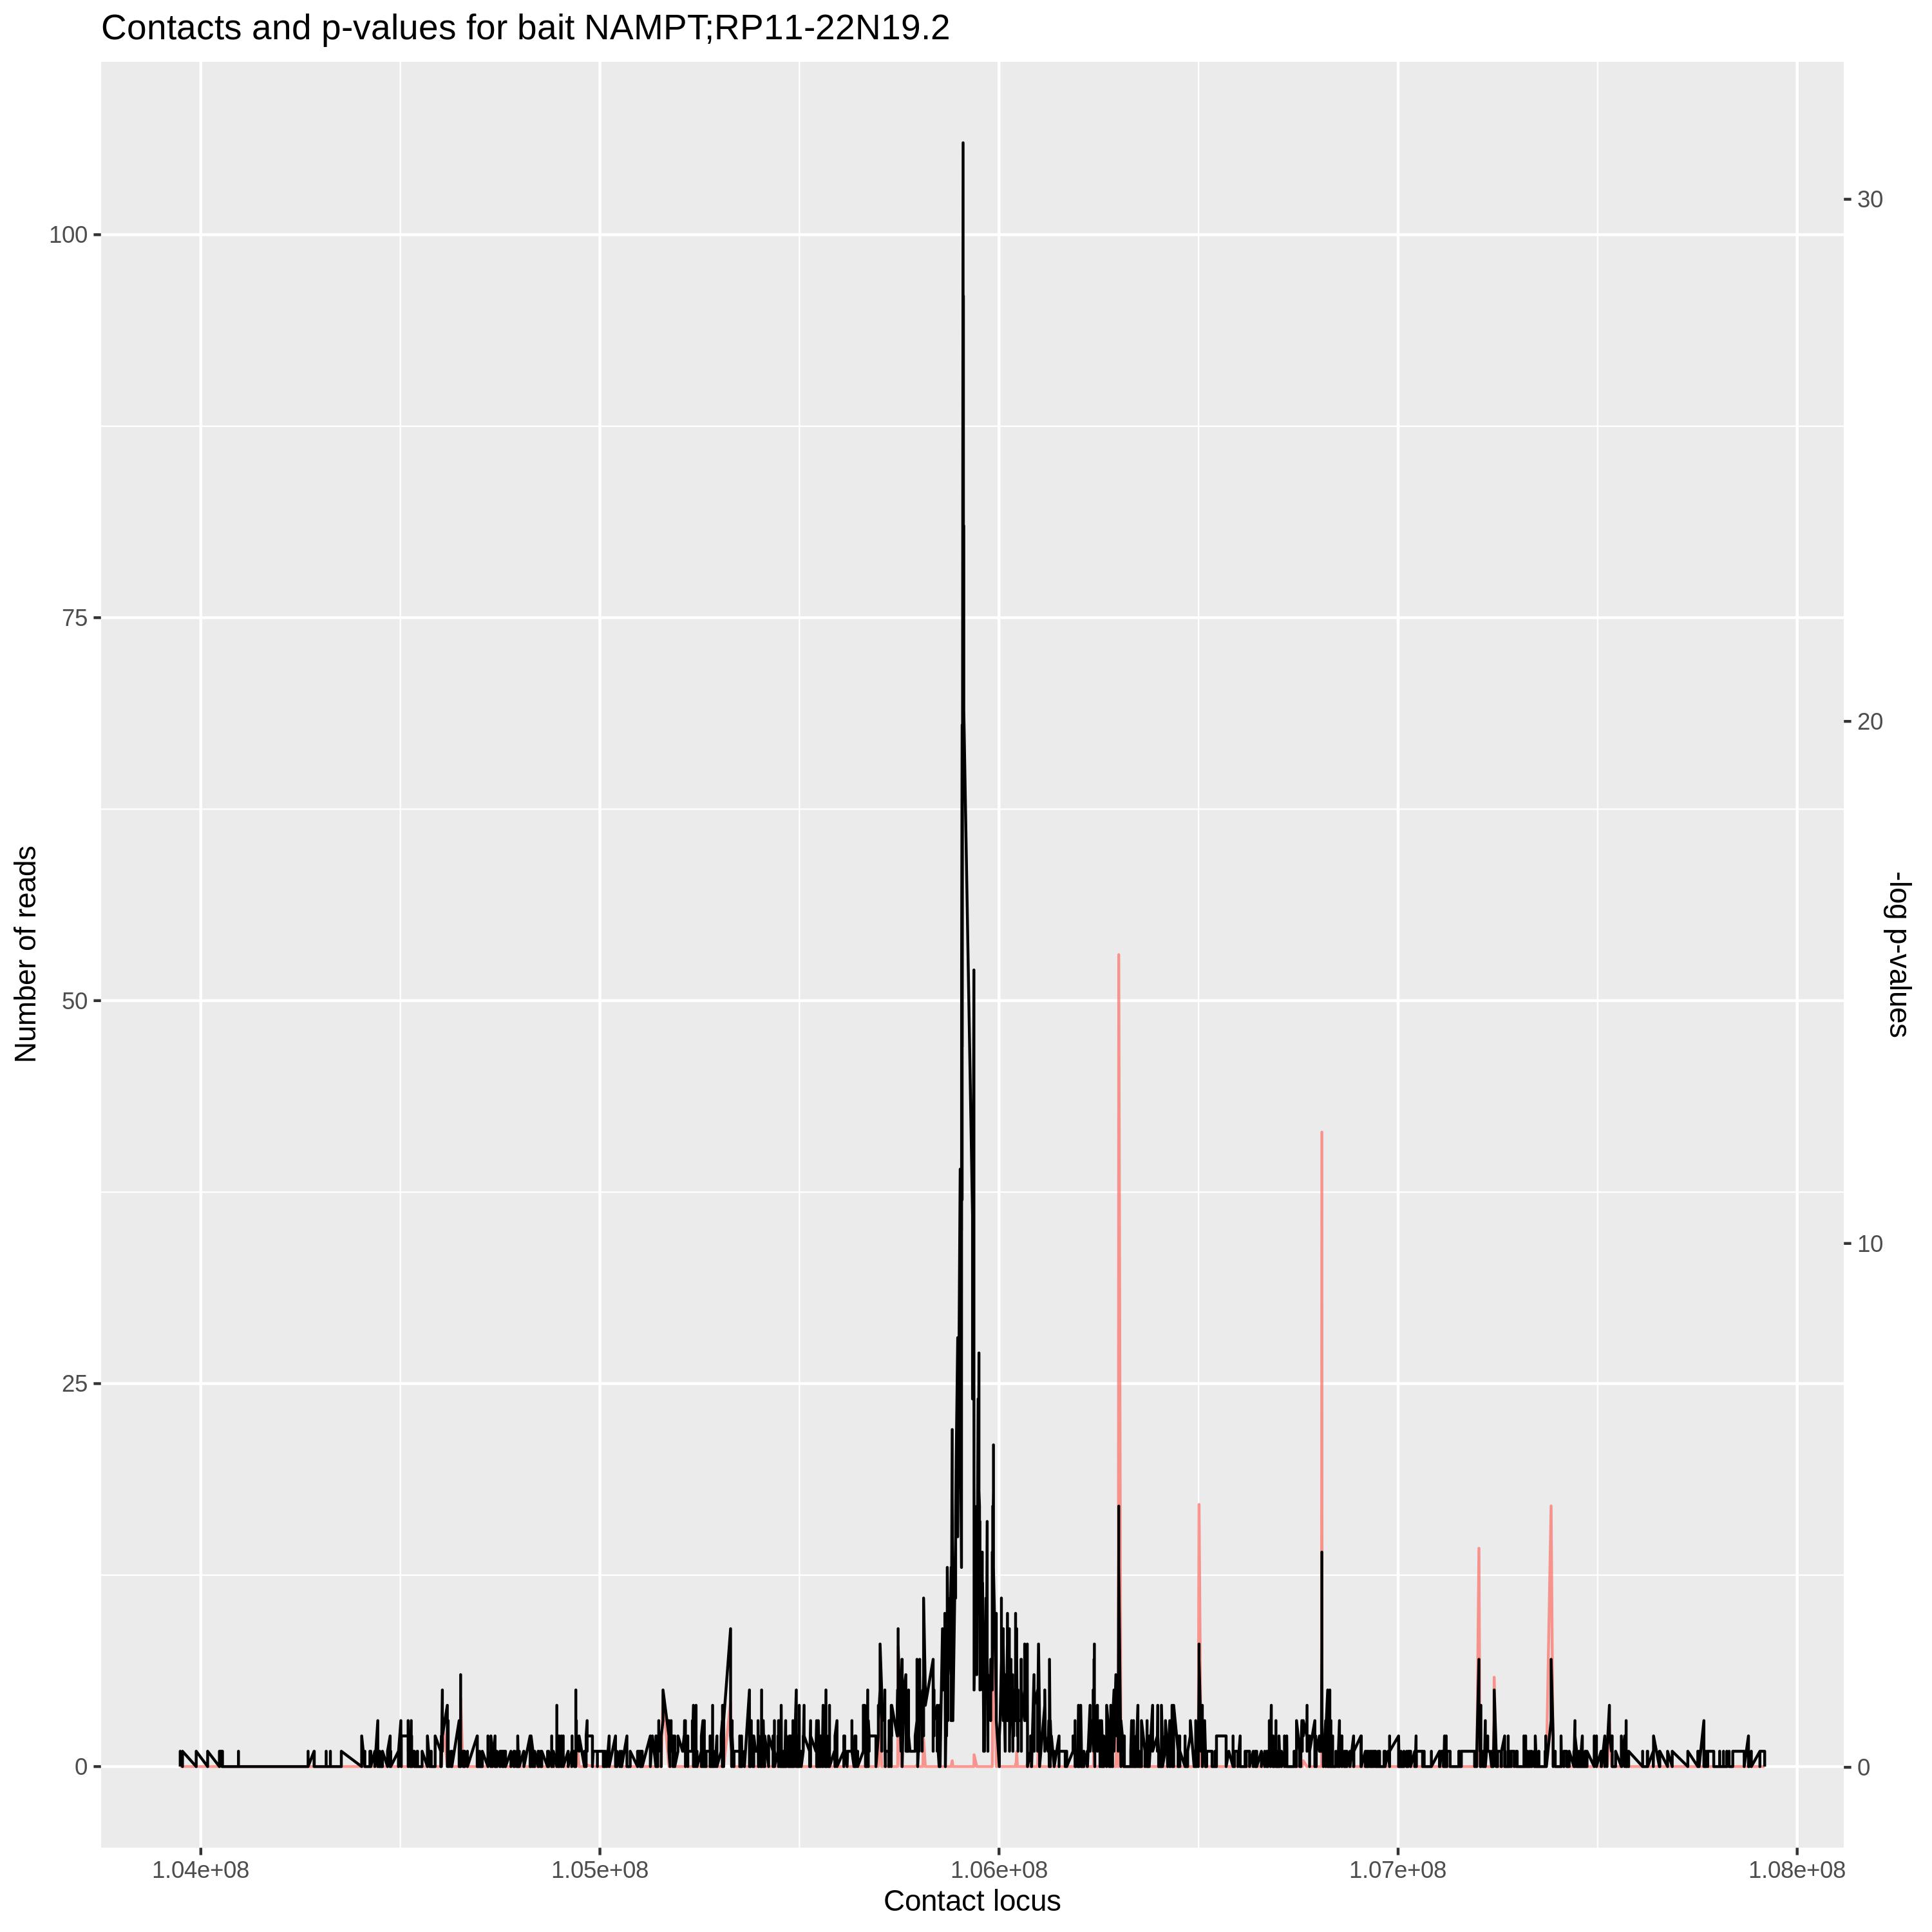 Contacts and p-values for bait NAMPT;RP11-22N19.2
100
75
50
25
0
Number of reads
30
20
10
0
-log p-values
1.04e+08
1.05e+08
1.06e+08
1.07e+08
1.08e+08
Contact locus